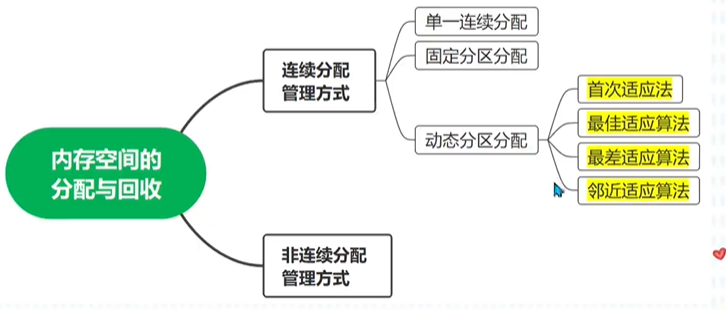 内存空间的
分配与回收
连续分配
管理方式
单一连续分配
固定分区分配
动态分区分配
首次适应法
最佳适应算法
最差适应算法
邻近适应算法
非连续分配
管理方式